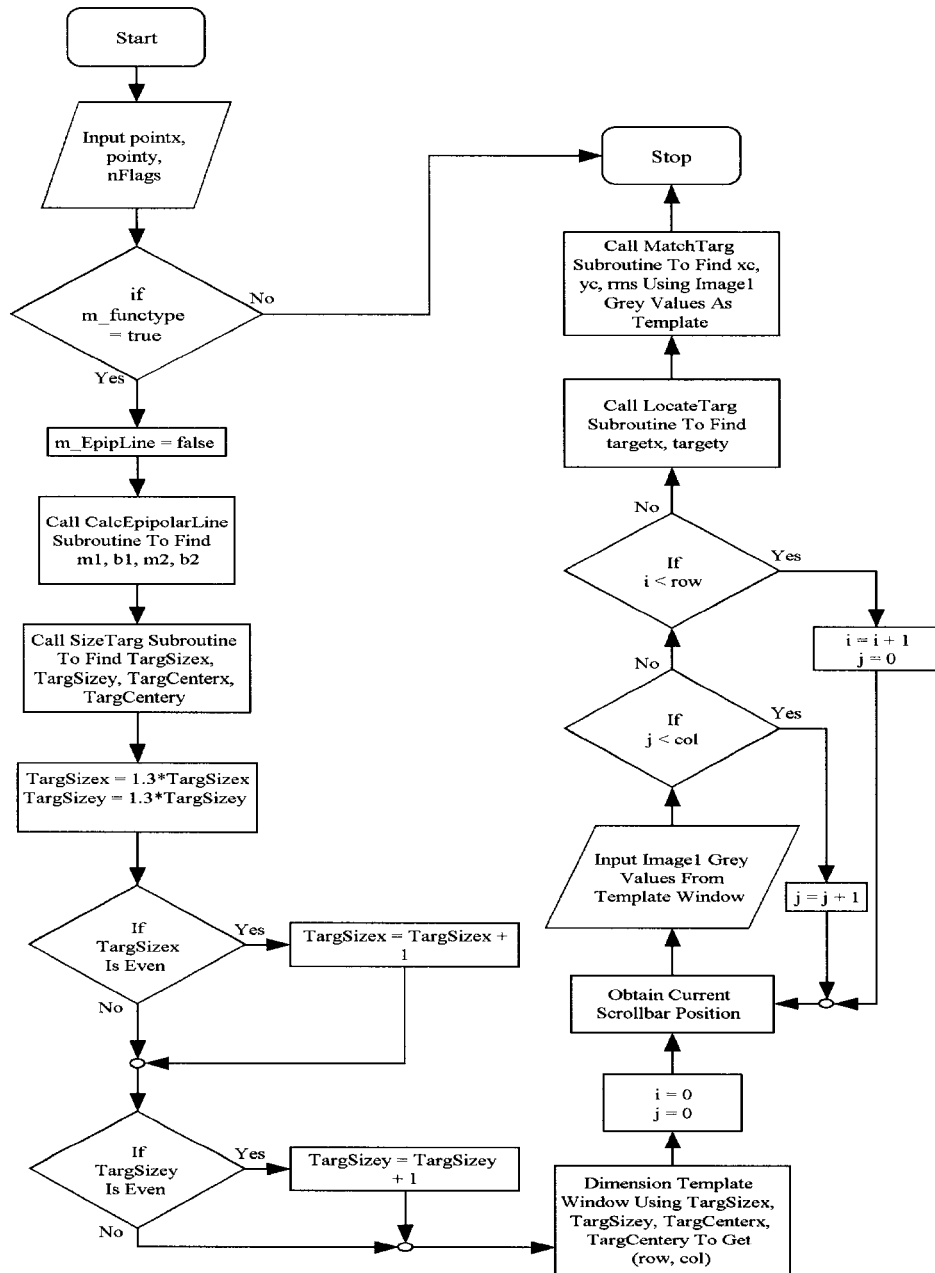 Start
Input pointx,
pointy,
nFlags
if
m_functype
= true
No
Yes
m_EpipLine = false
Call CalcEpipolarLine
Subroutine To Find
m1, b1, m2, b2
Call SizeTarg Subroutine
To Find TargSizex,
TargSizey, TargCenterx,
TargCentery
TargSizex = 1.3*TargSizex
TargSizey = 1.3*TargSizey
If
TargSizex
Is Even
Yes
TargSizex = TargSizex +
1
No
If
TargSizey
Is Even
Yes
TargSizey = TargSizey
+ 1
No
Dimension Template
Window Using TargSizex,
TargSizey, TargCenterx,
TargCentery To Get
(row, col)
i = 0
j = 0
Obtain Current
Scrollbar Position
Input Image1 Grey
Values From
Template Window
If
j < col
Yes
j = j + 1
No
If
i < row
Yes
i = i + 1
j = 0
No
Call LocateTarg
Subroutine To Find
targetx, targety
Call MatchTarg
Subroutine To Find xc,
yc, rms Using Image1
Grey Values As
Template
Stop